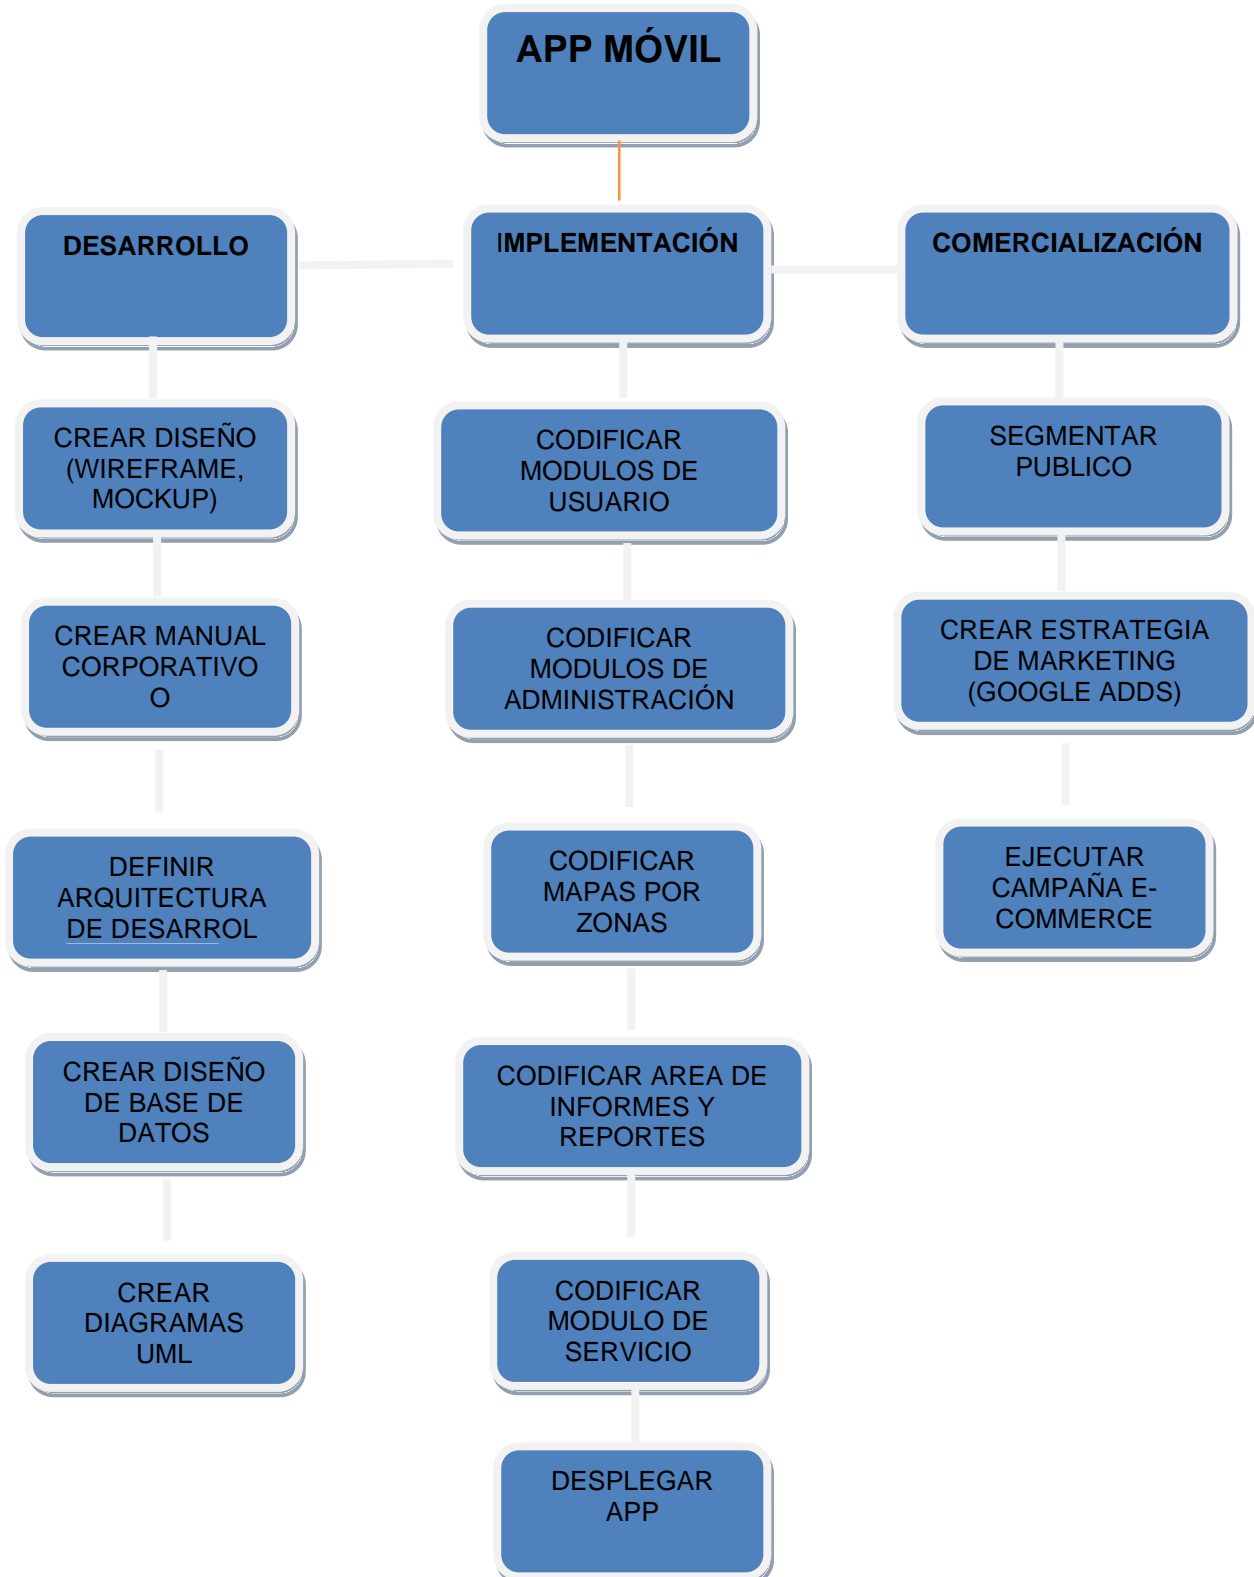 APP MÓVIL
DESARROLLO
IMPLEMENTACIÓN
COMERCIALIZACIÓN
CREAR DISEÑO
(WIREFRAME,
MOCKUP)
CODIFICAR
MODULOS DE
USUARIO
SEGMENTAR
PUBLICO
CREAR MANUAL
CORPORATIVO
O
CODIFICAR
MODULOS DE
ADMINISTRACIÓN
CREAR ESTRATEGIA
DE MARKETING
(GOOGLE ADDS)
DEFINIR
ARQUITECTURA
DE DESARROL
CODIFICAR
MAPAS POR
ZONAS
EJECUTAR
CAMPAÑA E-
COMMERCE
CREAR DISEÑO
DE BASE DE
DATOS
CODIFICAR AREA DE
INFORMES Y
REPORTES
CREAR
DIAGRAMAS
UML
CODIFICAR
MODULO DE
SERVICIO
DESPLEGAR
APP